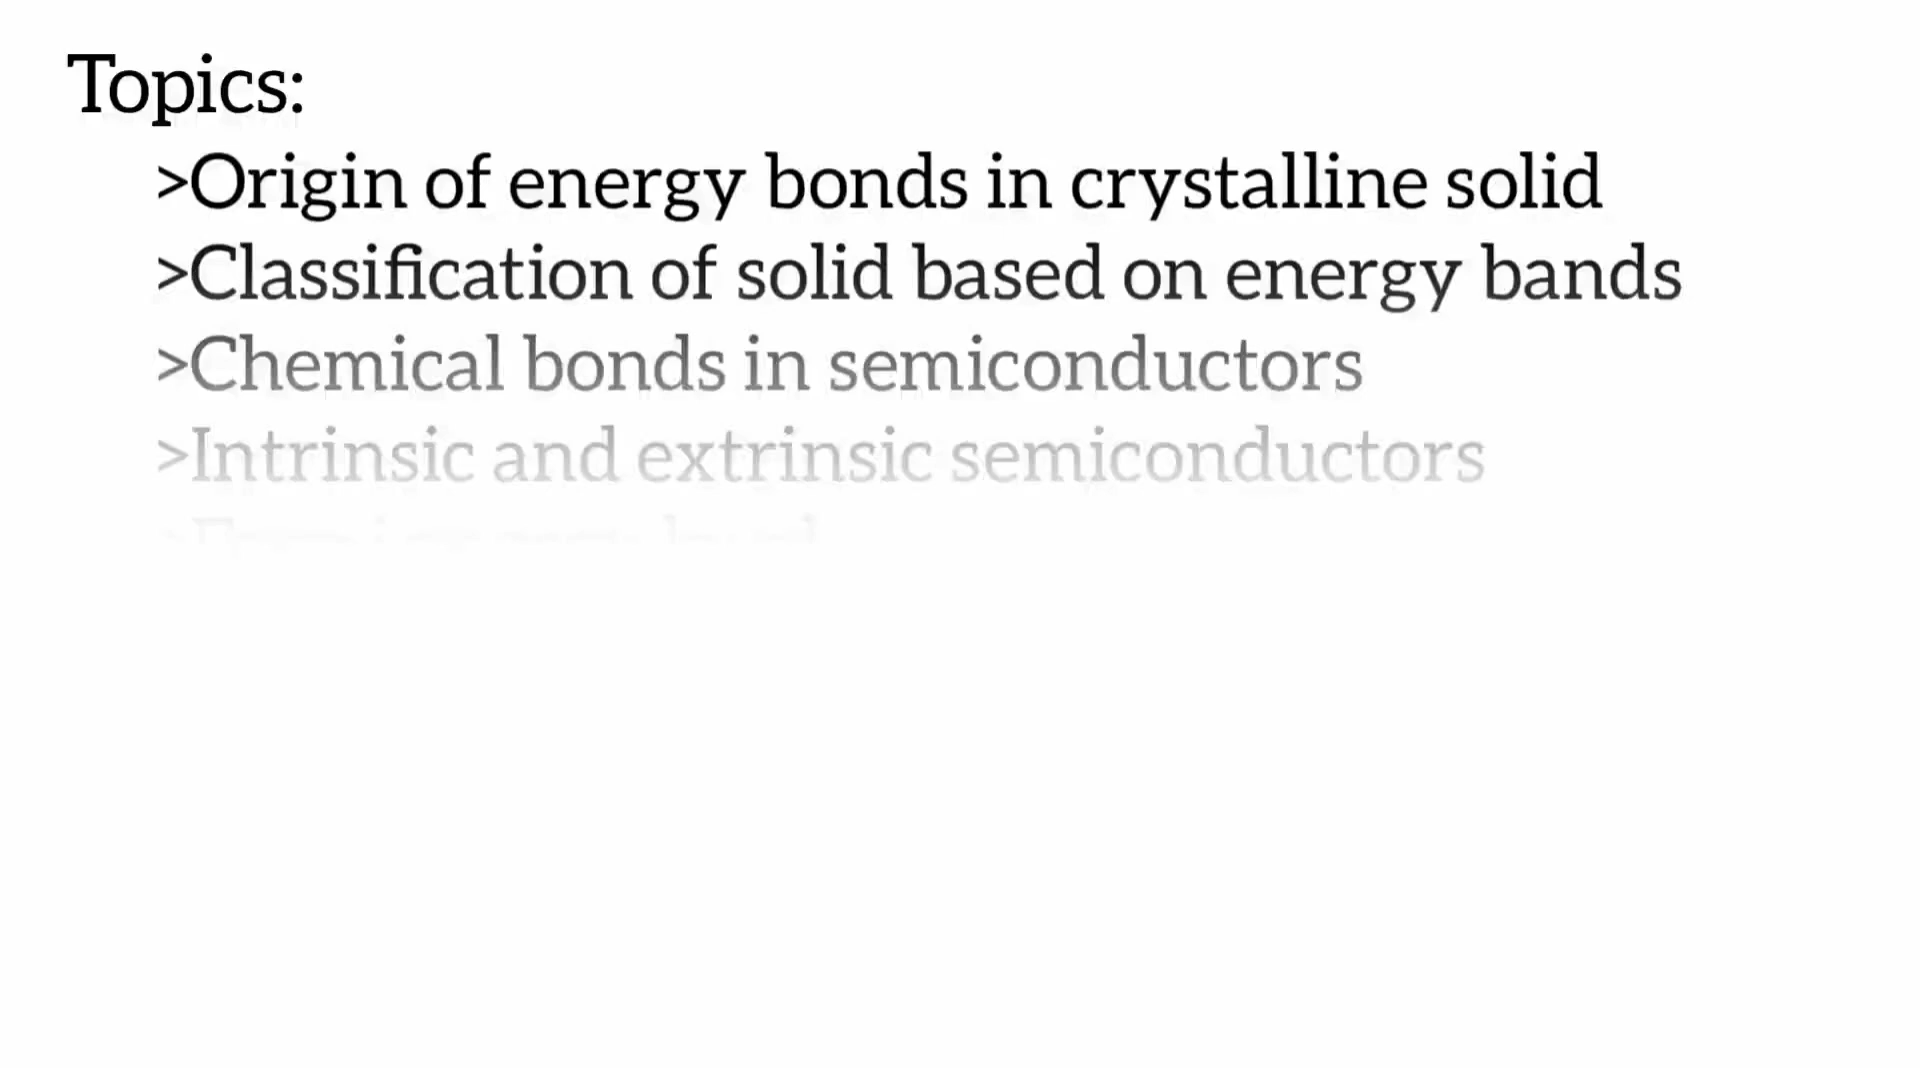 Topics:
>Origin of energy bonds in crystalline solid
>Classification of solid based on energy bands
>Chemical bonds in semiconductors
>Intrinsic and extrinsic semiconductors